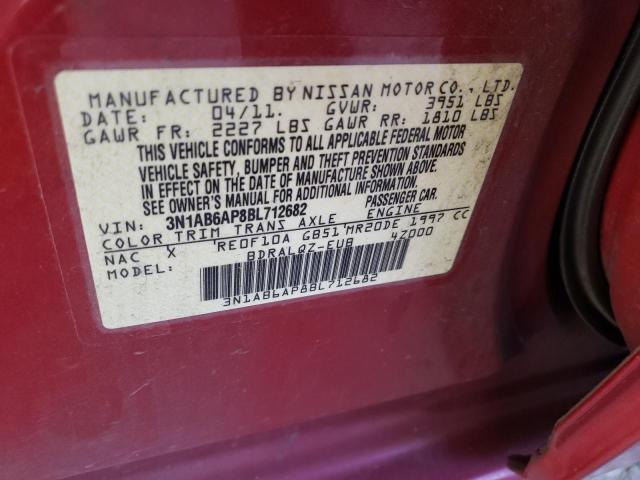 MANUFACTURED BY NISSAN MOTOR CO., LTD.
DATE: 04/11. GVWR: 3951 LBS
GAWR FR: 2227 LBS GAWR RR: 1810 LBS
THIS VEHICLE CONFORMS TO ALL APPLICABLE FEDERAL MOTOR
VEHICLE SAFETY, BUMPER AND THEFT PREVENTION STANDARDS
IN EFFECT ON THE DATE OF MANUFACTURE SHOWN ABOVE.
SEE OWNER'S MANUAL FOR ADDITIONAL INFORMATION.
VIN: 3N1AB6AP8BL712682 PASSENGER CAR.
COLOR TRIM TRANS AXLE ENGINE
NAC X RE0F10A GB51 MR20DE 1997 CC
MODEL: BDRALQZ-EUB 4Z000
3N1AB6AP8BL712682